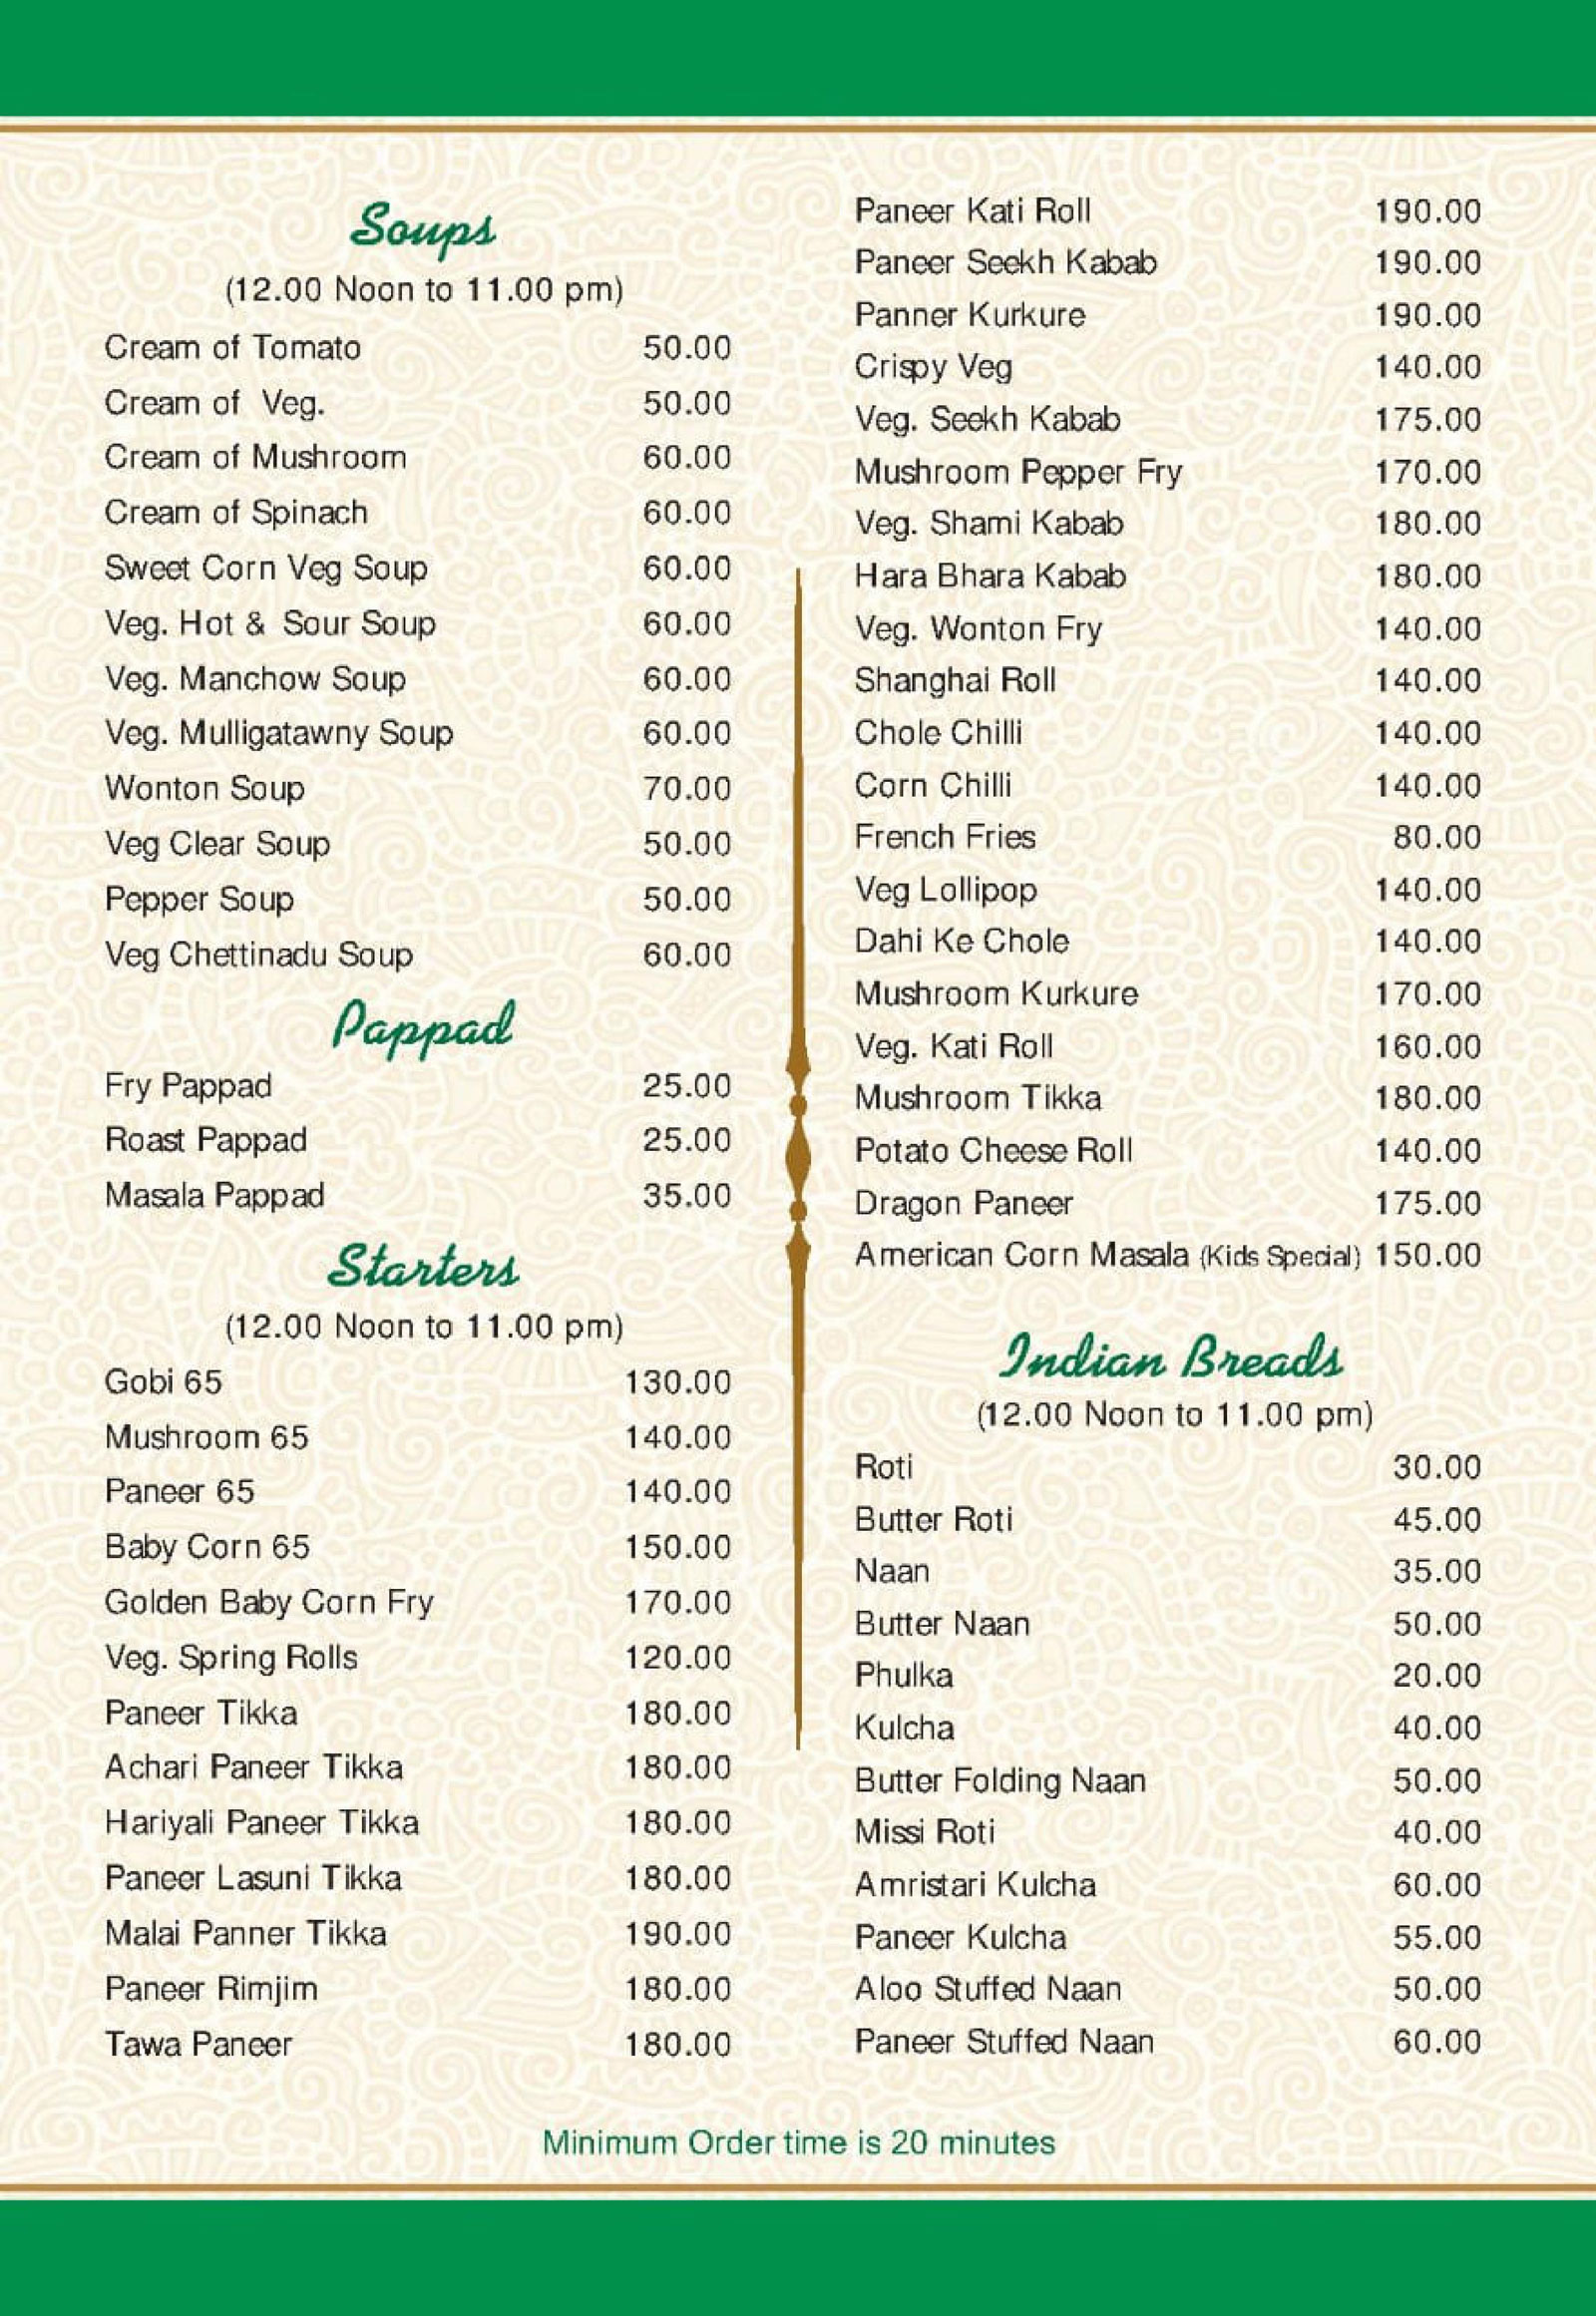 Soups
(12.00 Noon to 11.00 pm)
Cream of Tomato 50.00
Cream of Veg. 50.00
Cream of Mushroom 60.00
Cream of Spinach 60.00
Sweet Corn Veg Soup 60.00
Veg. Hot & Sour Soup 60.00
Veg. Manchow Soup 60.00
Veg. Mulligatawny Soup 60.00
Wonton Soup 70.00
Veg Clear Soup 50.00
Pepper Soup 50.00
Veg Chettinadu Soup 60.00
Pappad
Fry Pappad 25.00
Roast Pappad 25.00
Masala Pappad 35.00
Starters
(12.00 Noon to 11.00 pm)
Gobi 65 130.00
Mushroom 65 140.00
Paneer 65 140.00
Baby Corn 65 150.00
Golden Baby Corn Fry 170.00
Veg. Spring Rolls 120.00
Paneer Tikka 180.00
Achari Paneer Tikka 180.00
Hariyali Paneer Tikka 180.00
Paneer Lasuni Tikka 180.00
Malai Panner Tikka 190.00
Paneer Rimjim 180.00
Tawa Paneer 180.00
Paneer Kati Roll 190.00
Paneer Seekh Kabab 190.00
Panner Kurkure 190.00
Crispy Veg 140.00
Veg. Seekh Kabab 175.00
Mushroom Pepper Fry 170.00
Veg. Shami Kabab 180.00
Hara Bhara Kabab 180.00
Veg. Wonton Fry 140.00
Shanghai Roll 140.00
Chole Chilli 140.00
Corn Chilli 140.00
French Fries 80.00
Veg Lollipop 140.00
Dahi Ke Chole 140.00
Mushroom Kurkure 170.00
Veg. Kati Roll 160.00
Mushroom Tikka 180.00
Potato Cheese Roll 140.00
Dragon Paneer 175.00
American Corn Masala (Kids Special) 150.00
Indian Breads
(12.00 Noon to 11.00 pm)
Roti 30.00
Butter Roti 45.00
Naan 35.00
Butter Naan 50.00
Phulka 20.00
Kulcha 40.00
Butter Folding Naan 50.00
Missi Roti 40.00
Amristari Kulcha 60.00
Paneer Kulcha 55.00
Aloo Stuffed Naan 50.00
Paneer Stuffed Naan 60.00
Minimum Order time is 20 minutes